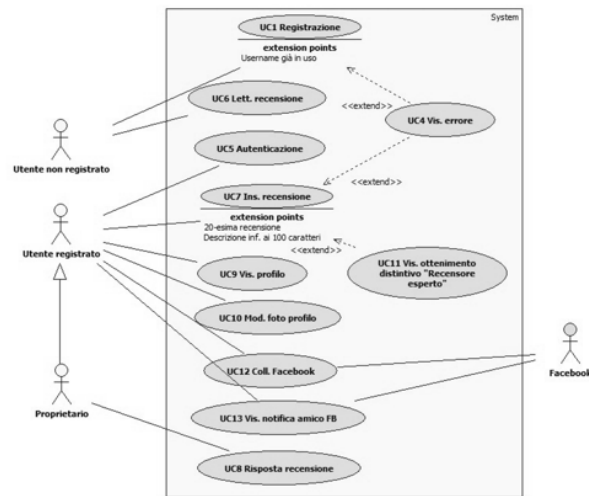 System
UC1 Registrazione
extension points
Username già in uso
UC6 Lett. recensione
<<extend>>
UC4 Vis. errore
Utente non registrato
UC5 Autenticazione
UC7 Ins. recensione
<<extend>>
extension points
20-esima recensione
Descrizione inf. ai 100 caratteri
<<extend>>
Utente registrato
UC9 Vis. profilo
UC11 Vis. ottenimento
distintivo "Recensore
esperto"
UC10 Mod. foto profilo
UC12 Coll. Facebook
Facebook
Proprietario
UC13 Vis. notifica amico FB
UC8 Risposta recensione